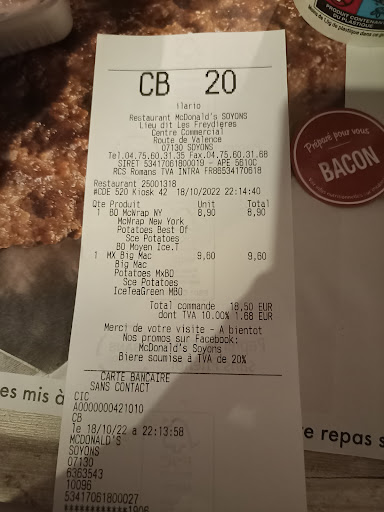 CB 20
ilario
Restaurant McDonald's SOYONS
Lieu dit Les Freydieres
Centre Commercial
Route de Valence
07130 SOYONS
Tel.04.75.60.31.35 Fax.04.75.60.31.68
SIRET 53417061800019 - APE 5610C
RCS Romans TVA INTRA FR86534170618
Restaurant 25001318
#CDE 520 Kiosk 42 18/10/2022 22:14:40
Qte Produit Unit Total
1 BO McWrap NY 8,90 8,90
McWrap New York
Potatoes Best Of
Sce Potatoes
BO Moyen Ice.T
1 MX Big Mac 9,60 9,60
Big Mac
Potatoes MxBO
Sce Potatoes
IceTeaGreen MBO
Total commande 18,50 EUR
dont TVA 10.00% 1.68 EUR
Merci de votre visite - A bientot
Nos promos sur Facebook:
McDonald's Soyons
Biere soumise à TVA de 20%
CARTE BANCAIRE
SANS CONTACT
CIC
A0000000421010
CB
le 18/10/22 a 22:13:58
MCDONALD'S
SOYONS
07130
6363543
10096
53417061800027
************1906
PRODUIT CONTENANT
DU PLASTIQUE
Préparé pour vous
BACON
es mis à
e repas s